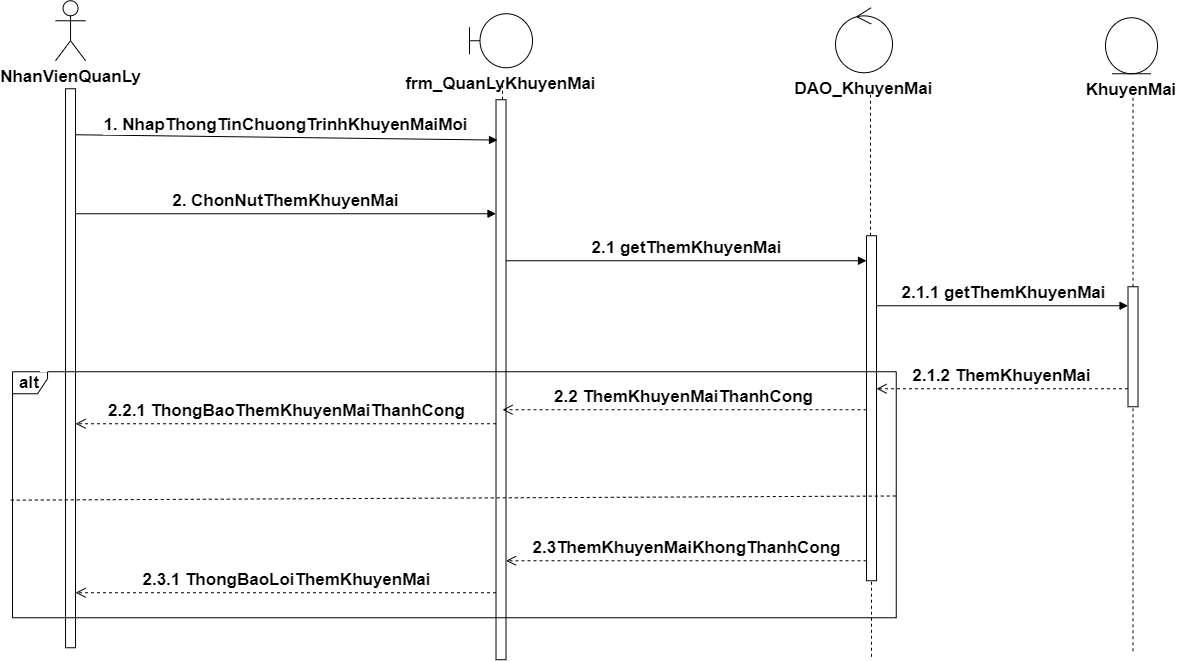 NhanVienQuanLy
frm_QuanLyKhuyenMai
DAO_KhuyenMai
KhuyenMai
1. NhapThongTinChuongTrinhKhuyenMaiMoi
2. ChonNutThemKhuyenMai
2.1 getThemKhuyenMai
2.1.1 getThemKhuyenMai
alt
2.1.2 ThemKhuyenMai
2.2 ThemKhuyenMaiThanhCong
2.2.1 ThongBaoThemKhuyenMaiThanhCong
2.3ThemKhuyenMaiKhongThanhCong
2.3.1 ThongBaoLoiThemKhuyenMai